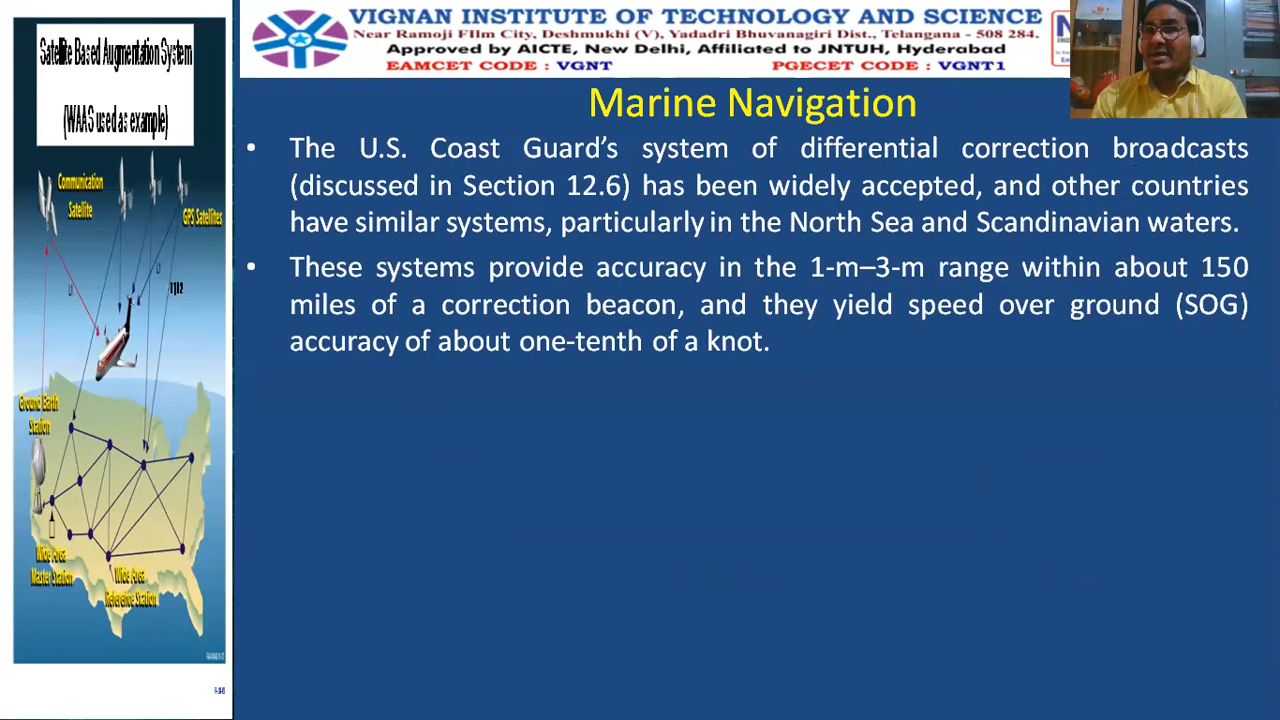 Satellite Based Augmentation System
(WAAS used as example)
Communication
Satellite
GPS Satellites
L1
L1
Ground Earth
Station
Wide Area
Master Station
Wide Area
Reference Station
VIGNAN INSTITUTE OF TECHNOLOGY AND SCIENCE
Near Ramoji FIlm City, Deshmukhi (V), Yadadri Bhuvanagiri Dist., Telangana - 508 284.
Approved by AICTE, New Delhi, Affiliated to JNTUH, Hyderabad
EAMCET CODE : VGNT PGECET CODE : VGNT1
Marine Navigation
• The U.S. Coast Guard’s system of differential correction broadcasts
(discussed in Section 12.6) has been widely accepted, and other countries
have similar systems, particularly in the North Sea and Scandinavian waters.
• These systems provide accuracy in the 1-m–3-m range within about 150
miles of a correction beacon, and they yield speed over ground (SOG)
accuracy of about one-tenth of a knot.